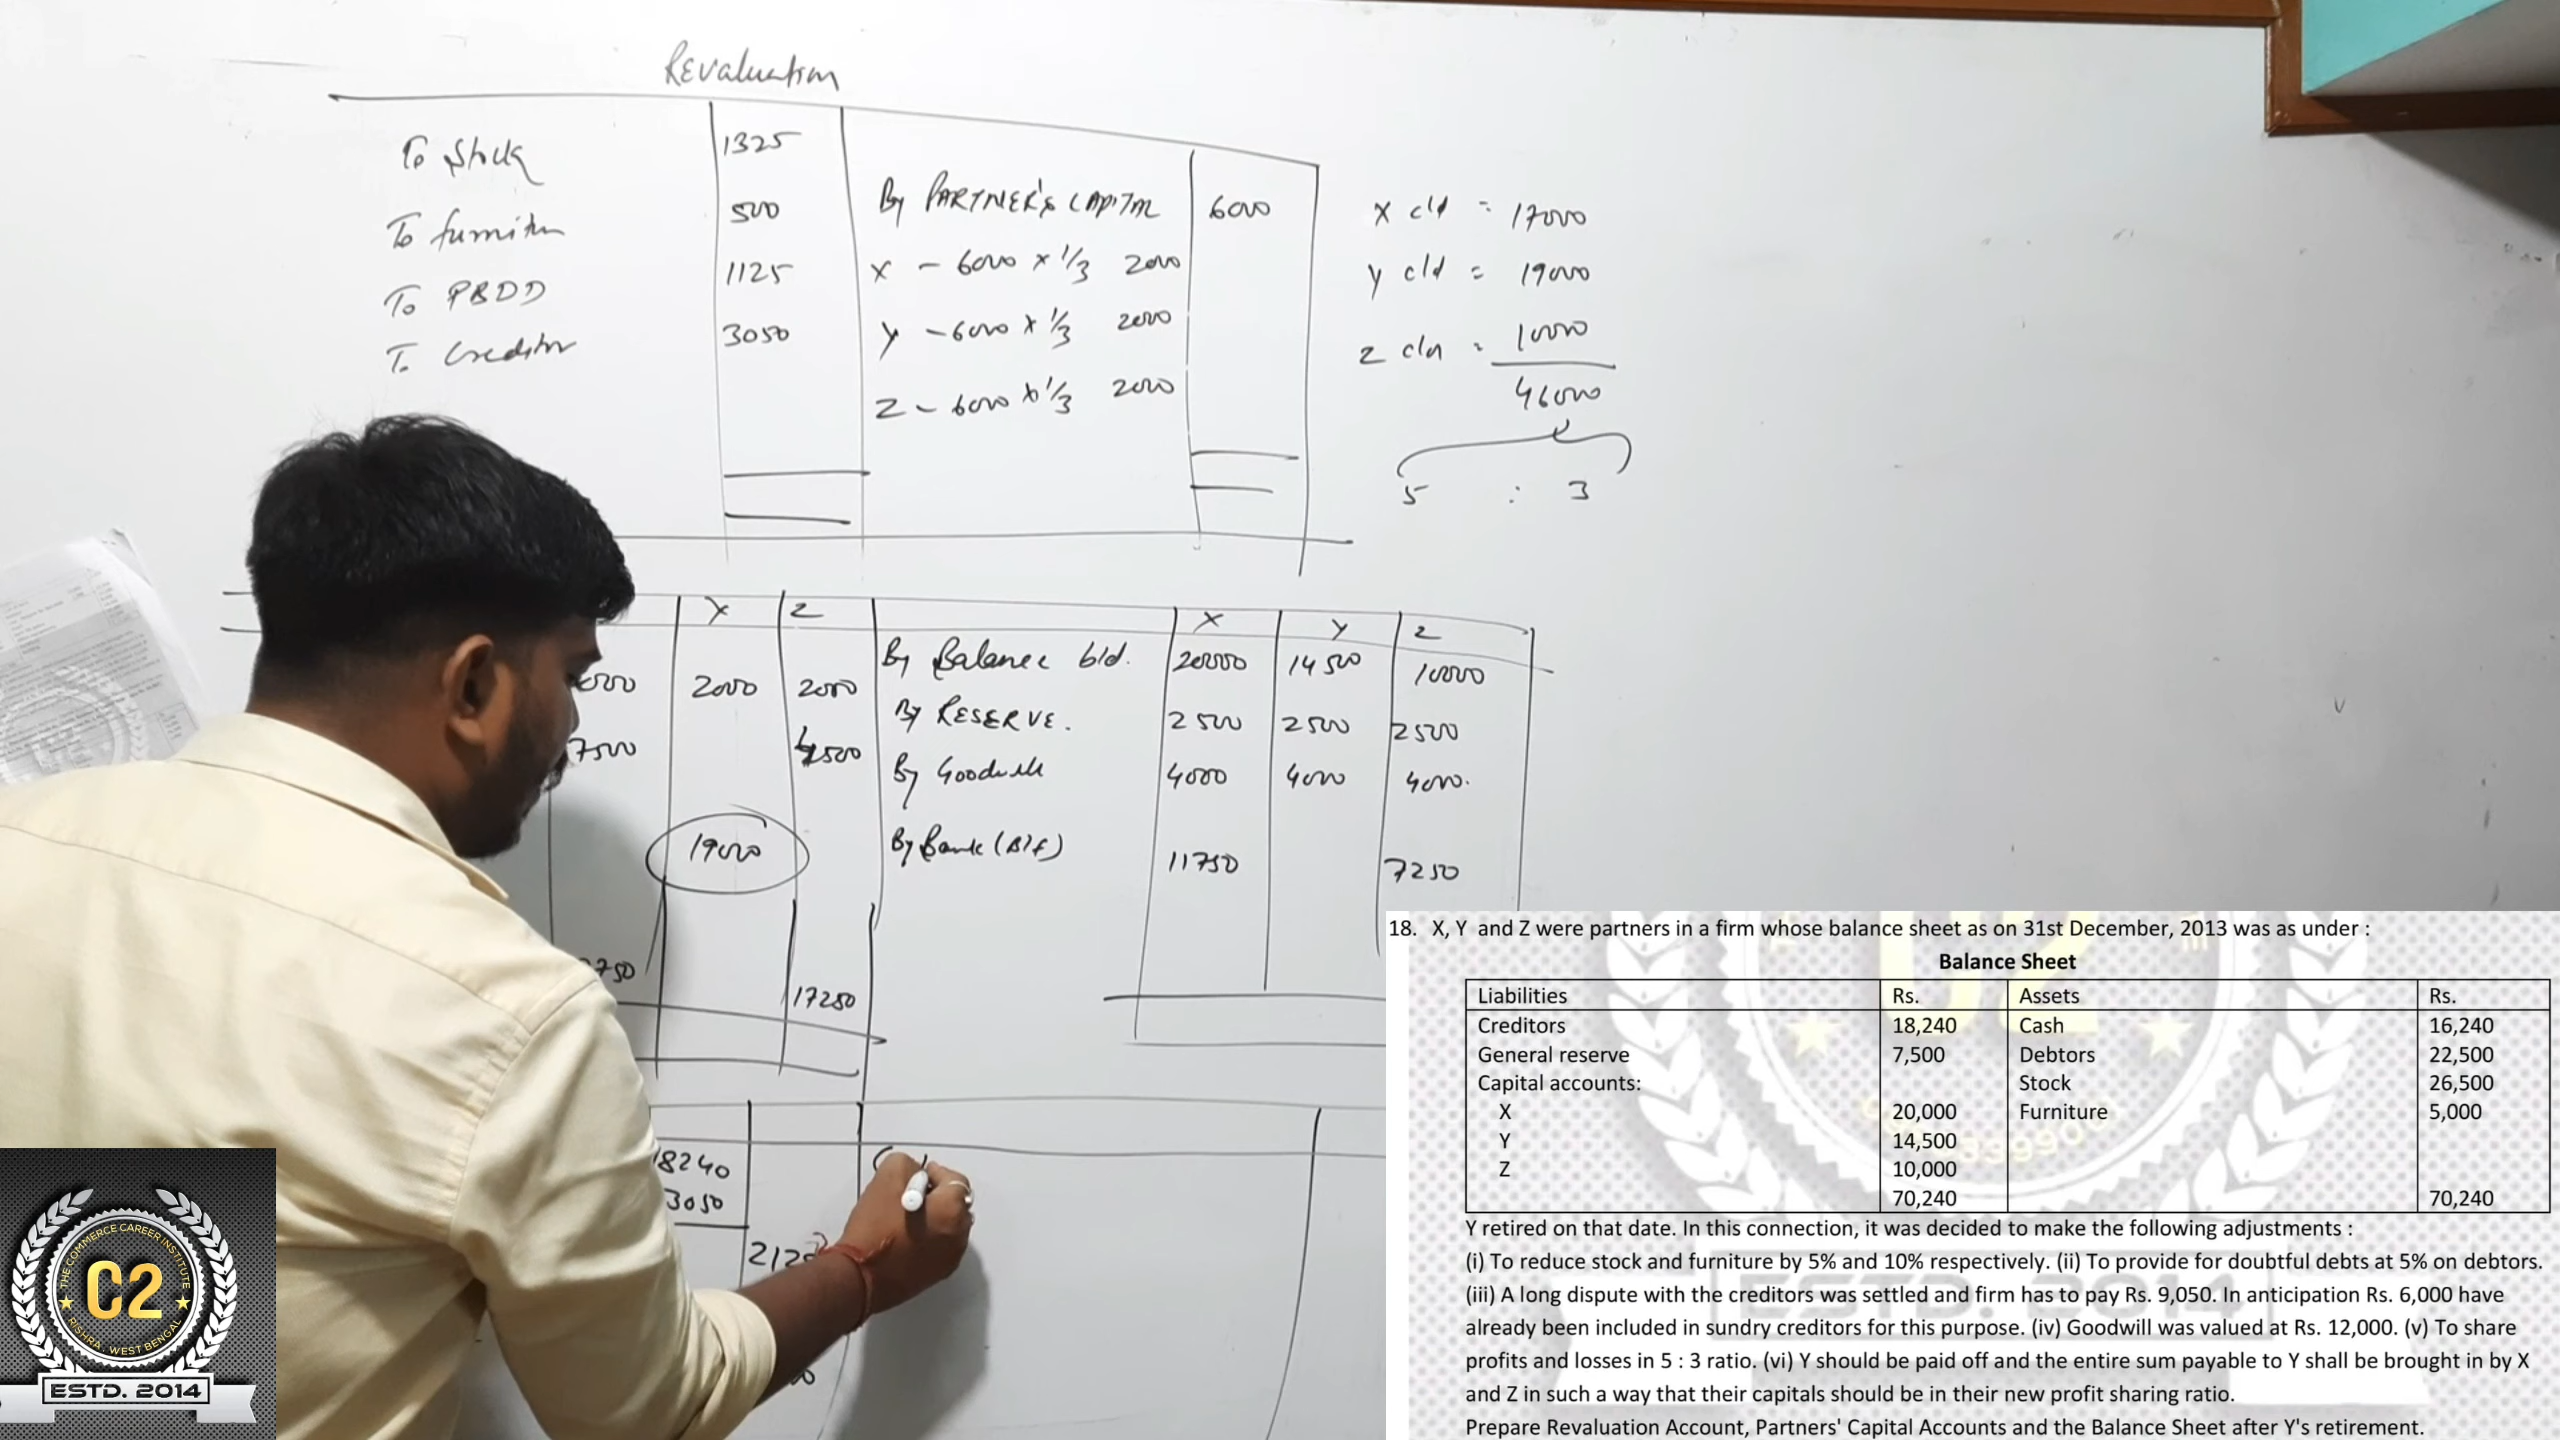 Revaluation
To Stock 1325
To furniture 500
To PBDD 1125
To Creditor 3050
By PARTNER'S CAPITAL 6000
X - 6000 x 1/3 2000
Y - 6000 x 1/3 2000
Z - 6000 x 1/3 2000
X c/d = 17000
Y c/d = 19000
Z c/d = 10000
46000
5 : 3
Y Z
2000 2000
7500 4500
19000
17250
X Y Z
By Balance b/d. 20000 14500 10000
By RESERVE. 2500 2500 2500
By Goodwill 4000 4000 4000.
By Bank (B/f) 11750 7250
18240
3050
18. X, Y and Z were partners in a firm whose balance sheet as on 31st December, 2013 was as under :
Balance Sheet
Liabilities Rs. Assets Rs.
Creditors 18,240 Cash 16,240
General reserve 7,500 Debtors 22,500
Capital accounts: Stock 26,500
X 20,000 Furniture 5,000
Y 14,500
Z 10,000
70,240 70,240
Y retired on that date. In this connection, it was decided to make the following adjustments :
(i) To reduce stock and furniture by 5% and 10% respectively. (ii) To provide for doubtful debts at 5% on debtors.
(iii) A long dispute with the creditors was settled and firm has to pay Rs. 9,050. In anticipation Rs. 6,000 have
already been included in sundry creditors for this purpose. (iv) Goodwill was valued at Rs. 12,000. (v) To share
profits and losses in 5 : 3 ratio. (vi) Y should be paid off and the entire sum payable to Y shall be brought in by X
and Z in such a way that their capitals should be in their new profit sharing ratio.
Prepare Revaluation Account, Partners' Capital Accounts and the Balance Sheet after Y's retirement.
THE COMMERCE CAREER INSTITUTE
C2
RISHRA, WEST BENGAL
ESTD. 2014